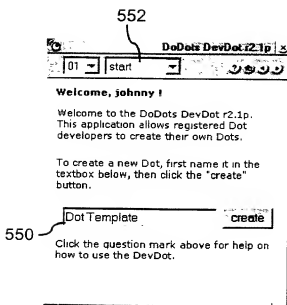 552
DoDots DevDot r2.1p x
01 start
Welcome, johnny !
Welcome to the DoDots DevDot r2.1p.
This application allows registered Dot
developers to create their own Dots.
To create a new Dot, first name it in the
textbox below, then click the "create"
button.
Dot Template create
550
Click the question mark above for help on
how to use the DevDot.